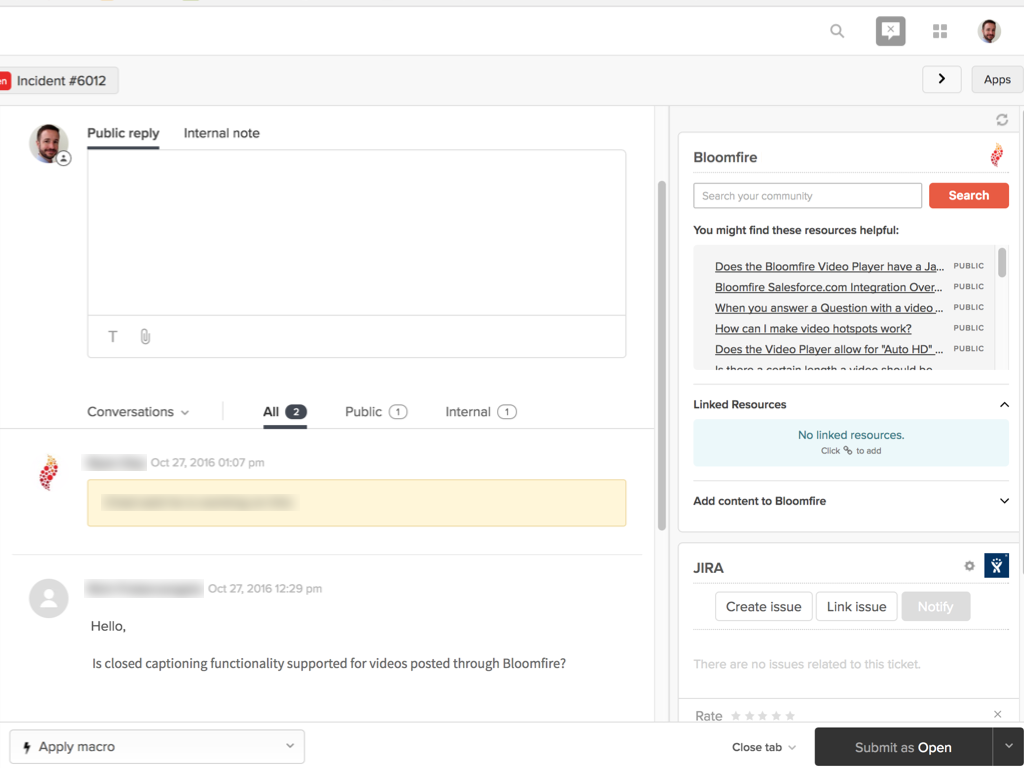 en Incident #6012
Apps
Public reply Internal note
T
Conversations All 2 Public 1 Internal 1
Oct 27, 2016 01:07 pm
Oct 27, 2016 12:29 pm
Hello,
Is closed captioning functionality supported for videos posted through Bloomfire?
Bloomfire
Search your community Search
You might find these resources helpful:
Does the Bloomfire Video Player have a Ja... PUBLIC
Bloomfire Salesforce.com Integration Over... PUBLIC
When you answer a Question with a video ... PUBLIC
How can I make video hotspots work? PUBLIC
Does the Video Player allow for "Auto HD" ... PUBLIC
Is there a certain length a video should be
Linked Resources
No linked resources.
Click to add
Add content to Bloomfire
JIRA
Create issue Link issue Notify
There are no issues related to this ticket.
Rate
Apply macro Close tab Submit as Open